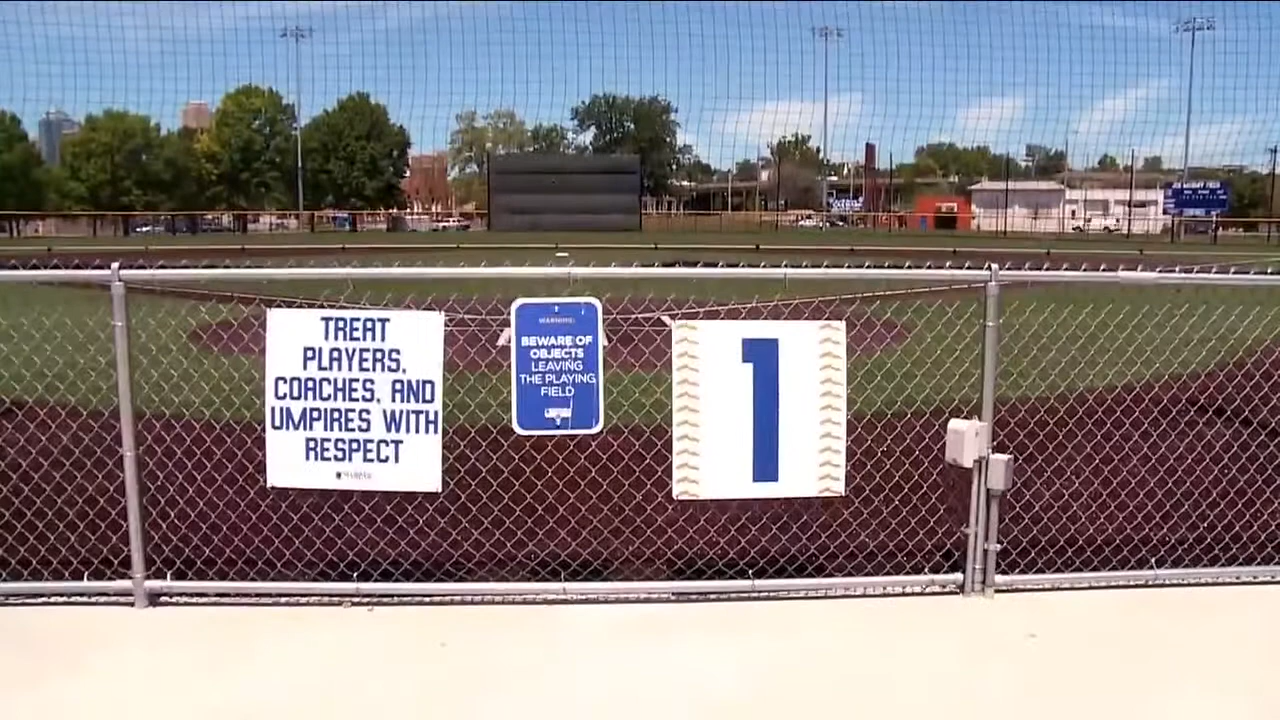 TREAT
PLAYERS,
COACHES, AND
UMPIRES WITH
RESPECT
WARNING:
BEWARE OF
OBJECTS
LEAVING
THE PLAYING
FIELD
1